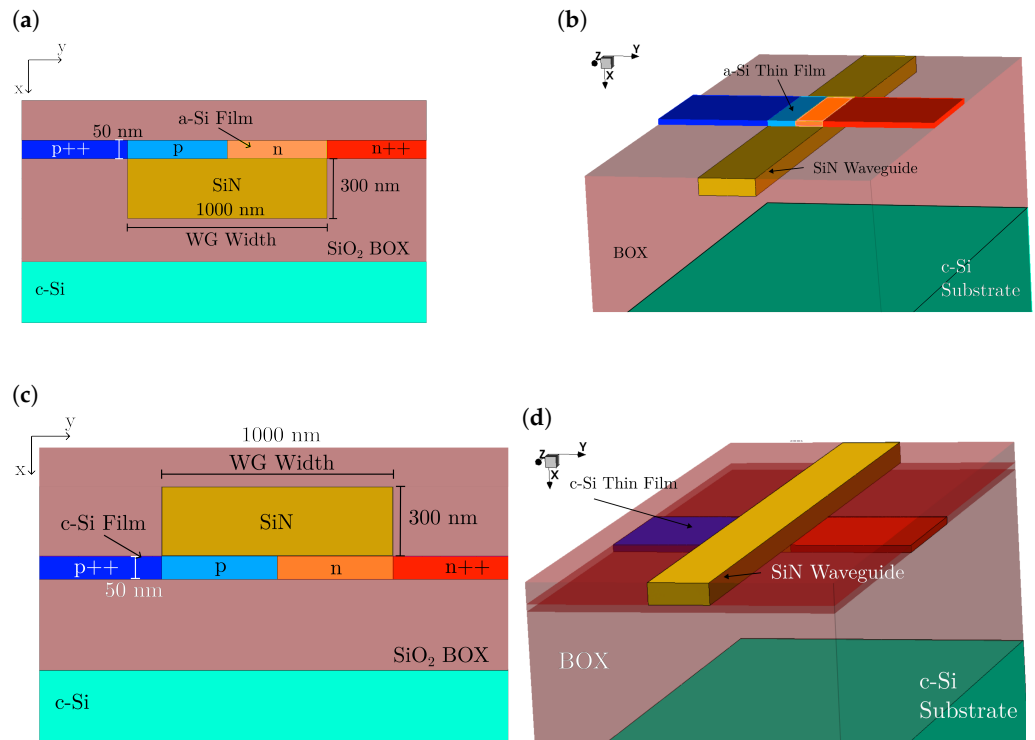 (a)
y
x
a-Si Film
50 nm
p++
p
n
n++
SiN
300 nm
1000 nm
WG Width
SiO₂ BOX
c-Si
(b)
Z
Y
X
a-Si Thin Film
SiN Waveguide
BOX
c-Si
Substrate
(c)
y
x
1000 nm
WG Width
SiN
300 nm
c-Si Film
p++
p
n
n++
50 nm
SiO₂ BOX
c-Si
(d)
Z
Y
X
c-Si Thin Film
SiN Waveguide
BOX
c-Si
Substrate